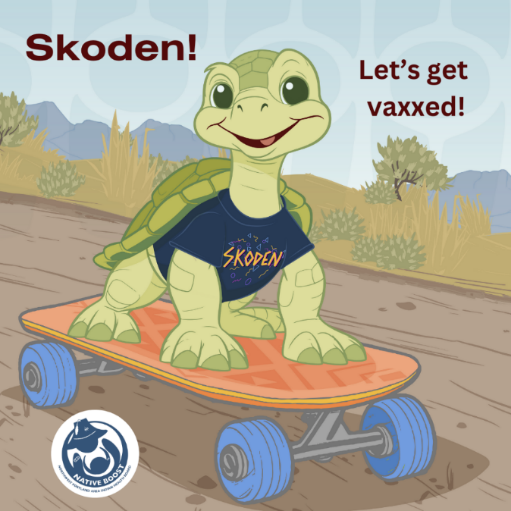 Skoden!
Let's get
vaxxed!
SKODEN
NATIVE BOOST